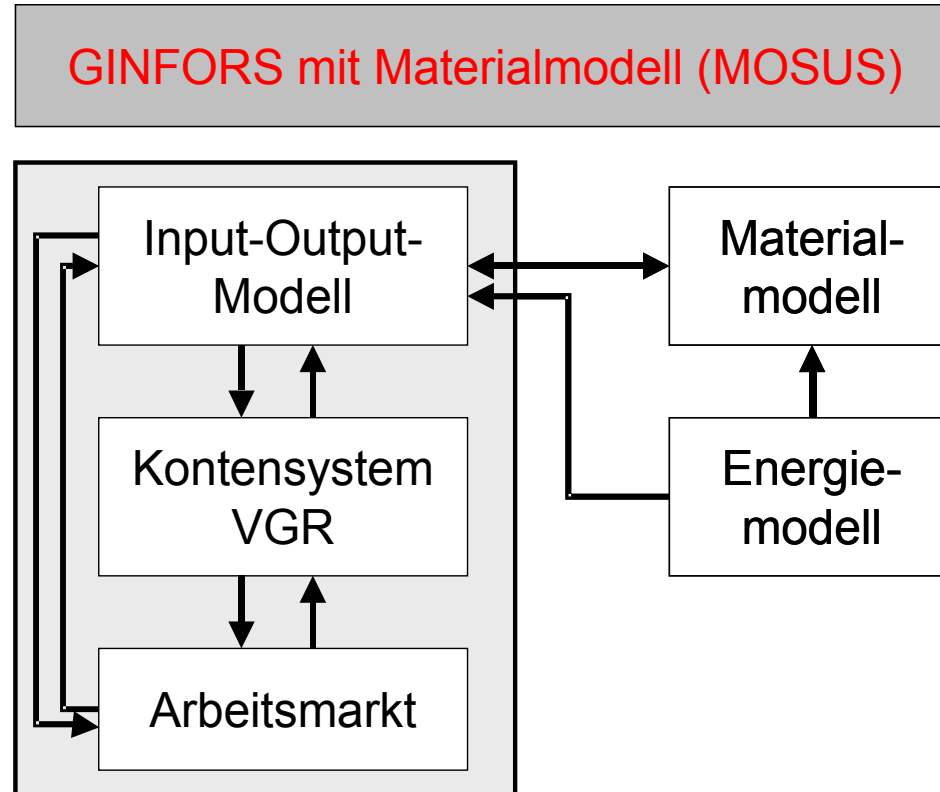 GINFORS mit Materialmodell (MOSUS)
Input-Output-
Modell
Material-
modell
Kontensystem
VGR
Energie-
modell
Arbeitsmarkt